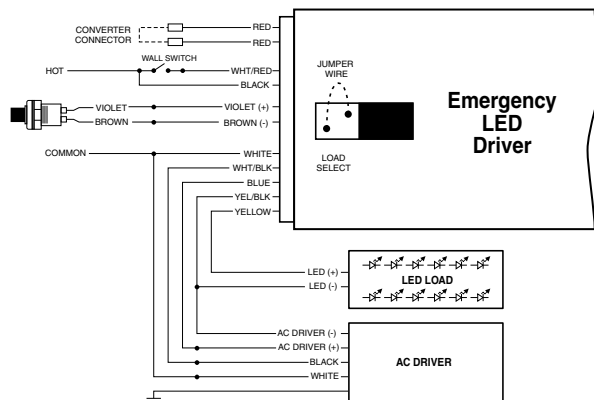 CONVERTER
CONNECTOR
RED
RED
HOT
WALL SWITCH
WHT/RED
BLACK
VIOLET
VIOLET (+)
BROWN
BROWN (-)
COMMON
WHITE
WHT/BLK
BLUE
YEL/BLK
YELLOW
JUMPER
WIRE
LOAD
SELECT
Emergency
LED
Driver
LED (+)
LED (-)
LED LOAD
AC DRIVER (-)
AC DRIVER (+)
BLACK
WHITE
AC DRIVER